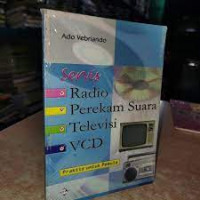 Ado Vebriando
Servis
Radio
Perekam Suara
Televisi
VCD